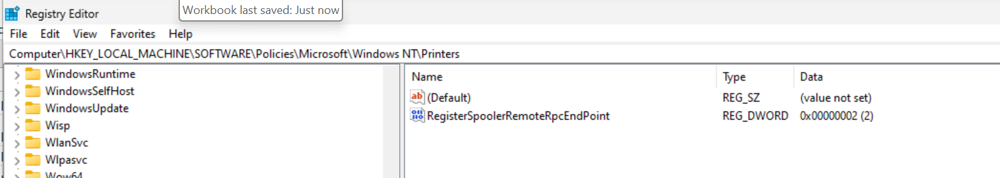 Workbook last saved: Just now
Registry Editor
File Edit View Favorites Help
Computer\HKEY_LOCAL_MACHINE\SOFTWARE\Policies\Microsoft\Windows NT\Printers
WindowsRuntime
WindowsSelfHost
WindowsUpdate
Wisp
WlanSvc
Wlpasvc
Wow64
Name Type Data
ab (Default) REG_SZ (value not set)
RegisterSpoolerRemoteRpcEndPoint REG_DWORD 0x00000002 (2)